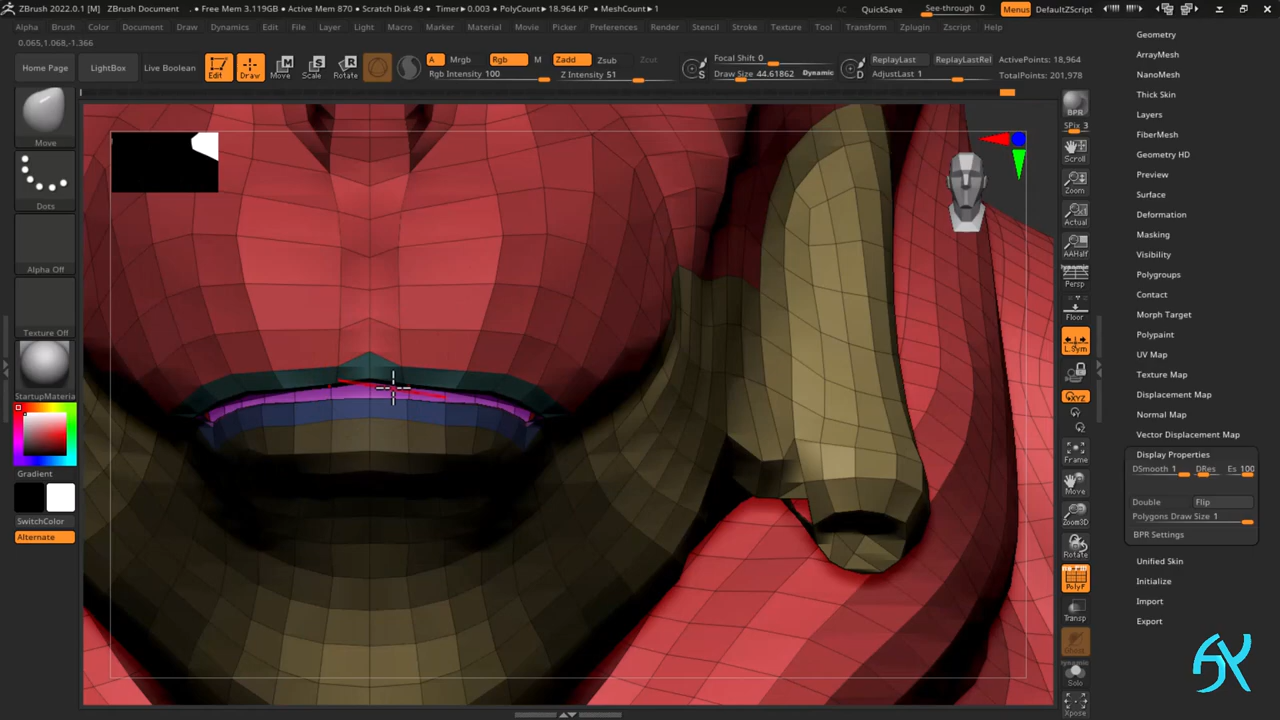 ZBrush 2022.0.1 [M] ZBrush Document . • Free Mem 3.119GB • Active Mem 870 • Scratch Disk 49 • Timer▸0.003 • PolyCount▸18.964 KP • MeshCount▸1 AC QuickSave See-through 0 Menus DefaultZScript
Alpha Brush Color Document Draw Dynamics Edit File Layer Light Macro Marker Material Movie Picker Preferences Render Stencil Stroke Texture Tool Transform Zplugin Zscript Help
0.065,1.068,-1.366
Home Page LightBox Live Boolean Edit Draw Move Scale Rotate
A Mrgb Rgb M Zadd Zsub Zcut
Rgb Intensity 100 Z Intensity 51
S Focal Shift 0
Draw Size 44.61862 Dynamic
D ReplayLast ReplayLastRel
AdjustLast 1
ActivePoints: 18,964
TotalPoints: 201,978
Move
Dots
Alpha Off
Texture Off
StartupMateria
Gradient
SwitchColor
Alternate
BPR
SPix 3
Scroll
Zoom
Actual
AAHalf
Dynamic
Persp
Floor
L.Sym
QXYZ
Y
Z
Frame
Move
Zoom3D
Rotate
PolyF
Transp
Ghost
Dynamic
Solo
Xpose
Geometry
ArrayMesh
NanoMesh
Thick Skin
Layers
FiberMesh
Geometry HD
Preview
Surface
Deformation
Masking
Visibility
Polygroups
Contact
Morph Target
Polypaint
UV Map
Texture Map
Displacement Map
Normal Map
Vector Displacement Map
Display Properties
DSmooth 1 DRes Es 100
Double Flip
Polygons Draw Size 1
BPR Settings
Unified Skin
Initialize
Import
Export